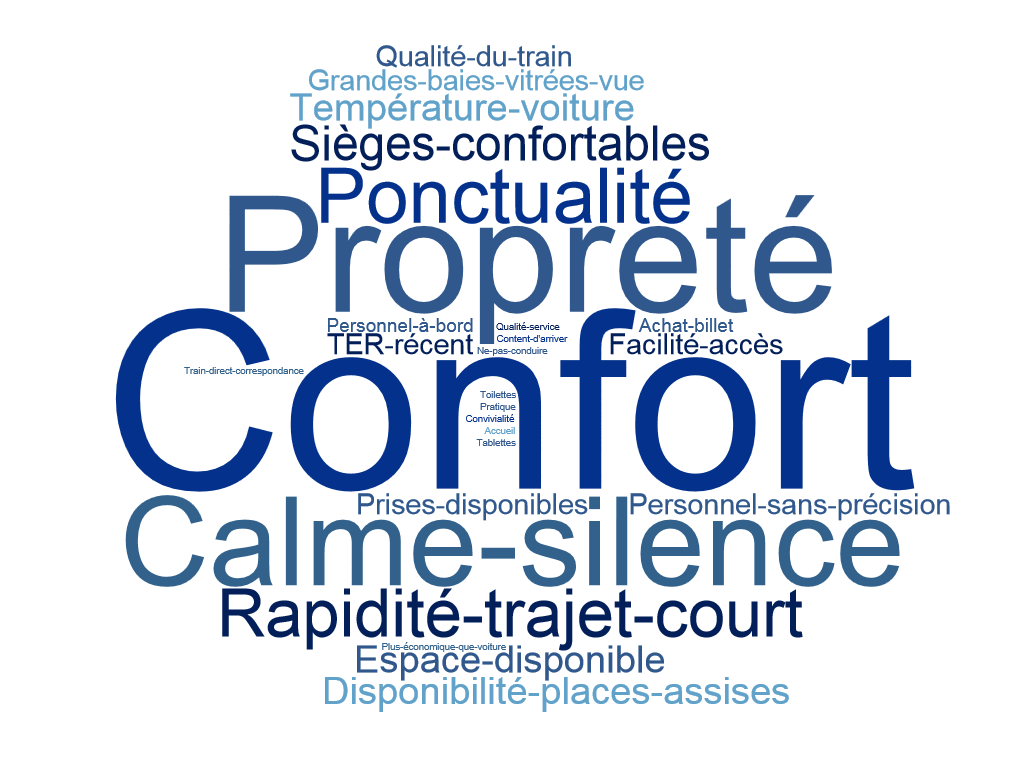 Qualité-du-train
Grandes-baies-vitrées-vue
Température-voiture
Sièges-confortables
Ponctualité
Propreté
Personnel-à-bord
Qualité-service
Achat-billet
Content-d'arriver
TER-récent
Facilité-accès
Ne-pas-conduire
Train-direct-correspondance
Confort
Toilettes
Pratique
Convivialité
Accueil
Tablettes
Prises-disponibles
Personnel-sans-précision
Calme-silence
Rapidité-trajet-court
Plus-économique-que-voiture
Espace-disponible
Disponibilité-places-assises